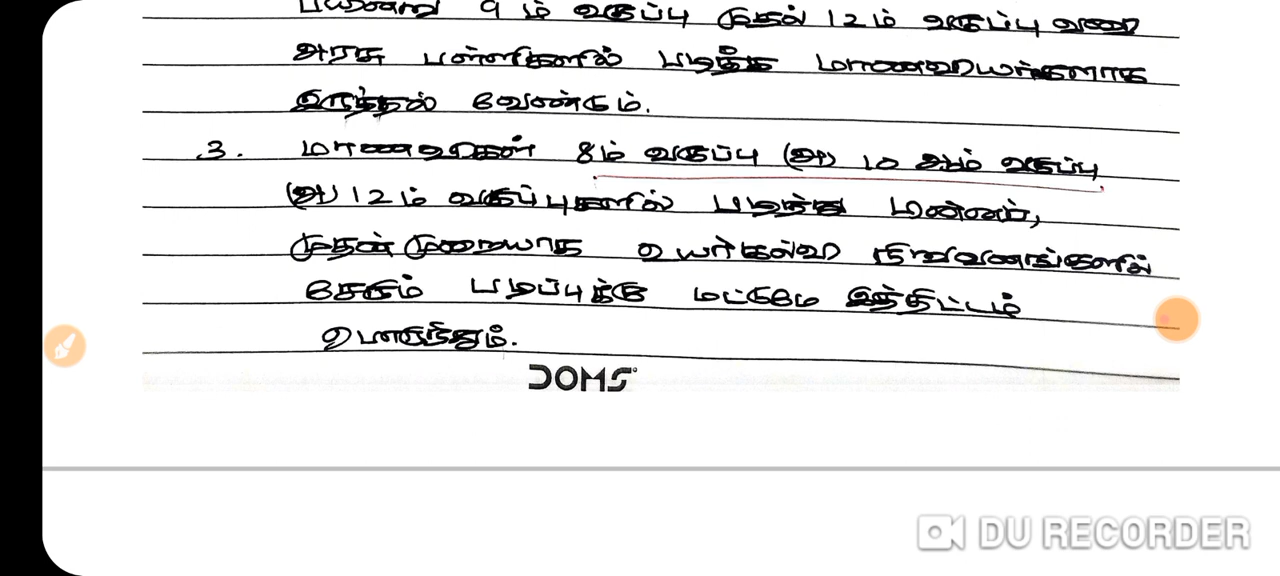 பயின்று 9 ம் வகுப்பு முதல் 12 ம் வகுப்பு வரை
அரசு பள்ளிகளில் படித்த மாணவியர்களாக
இருத்தல் வேண்டும்.
3. மாணவிகள் 8ம் வகுப்பு (அ) 10 ஆம் வகுப்பு
(அ) 12 ம் வகுப்புகளில் படித்து பின்னர்,
முதன் முறையாக உயர்கல்வி நிறுவனங்களில்
சேரும் படிப்புக்கு மட்டுமே இத்திட்டம்
பொருந்தும்.
DOMS
DU RECORDER